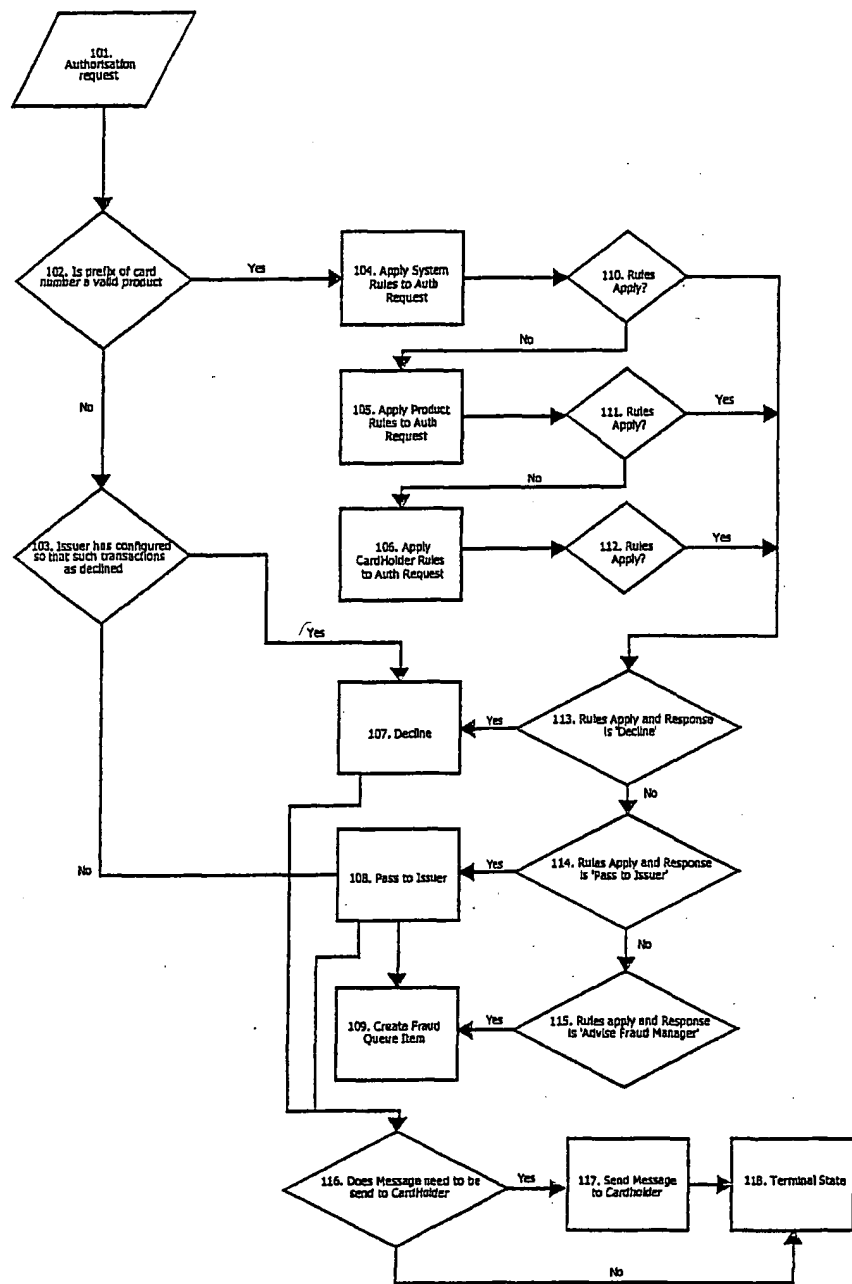 101.
Authorisation
request
102. Is prefix of card
number a valid product
Yes
104. Apply System
Rules to Auth
Request
110. Rules
Apply?
No
No
105. Apply Product
Rules to Auth
Request
111. Rules
Apply?
Yes
No
103. Issuer has configured
so that such transactions
as declined
106. Apply
CardHolder Rules
to Auth Request
112. Rules
Apply?
Yes
Yes
107. Decline
Yes
113. Rules Apply and Response
is 'Decline'
No
No
108. Pass to Issuer
Yes
114. Rules Apply and Response
is 'Pass to Issuer'
No
109. Create Fraud
Queue Item
Yes
115. Rules apply and Response
is 'Advise Fraud Manager'
116. Does Message need to be
send to CardHolder
Yes
117. Send Message
to Cardholder
118. Terminal State
No